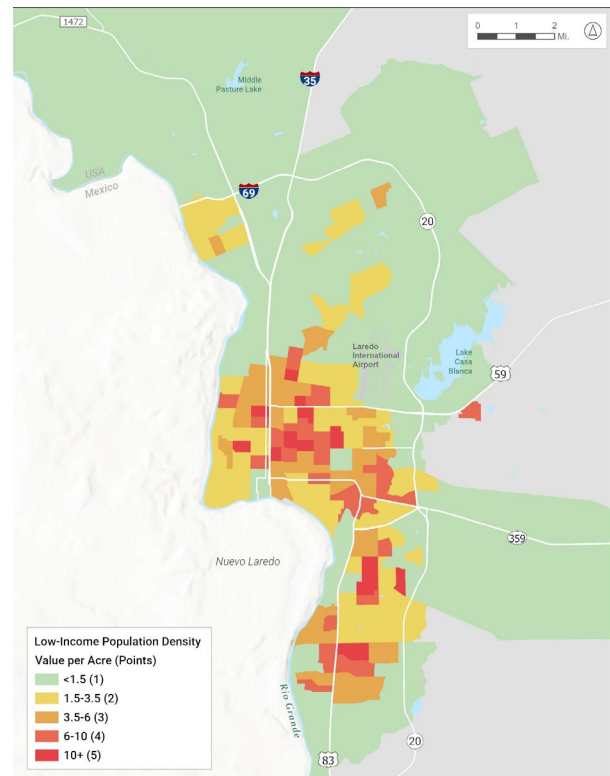 1472
0 1 2
Mi.
Middle
Pasture Lake
35
USA
Mexico
69
20
Laredo
International
Airport
Lake
Casa
Blanca
59
359
Nuevo Laredo
Low-Income Population Density
Value per Acre (Points)
<1.5 (1)
1.5-3.5 (2)
3.5-6 (3)
6-10 (4)
10+ (5)
Rio Grande
20
83